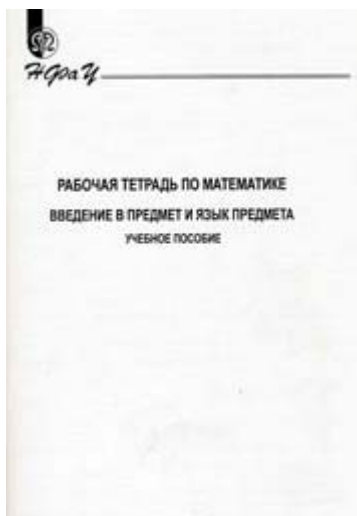 НФаУ
РАБОЧАЯ ТЕТРАДЬ ПО МАТЕМАТИКЕ
ВВЕДЕНИЕ В ПРЕДМЕТ И ЯЗЫК ПРЕДМЕТА
УЧЕБНОЕ ПОСОБИЕ